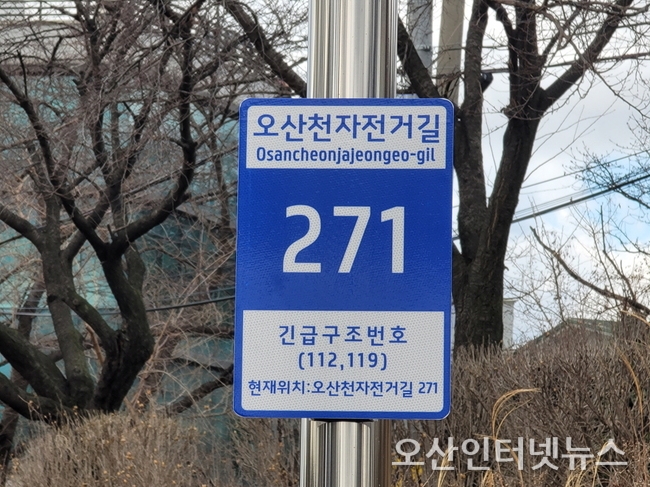 오산천자전거길
Osancheonjajeongeo-gil
271
긴급구조번호
(112,119)
현재위치:오산천자전거길 271
오산인터넷뉴스